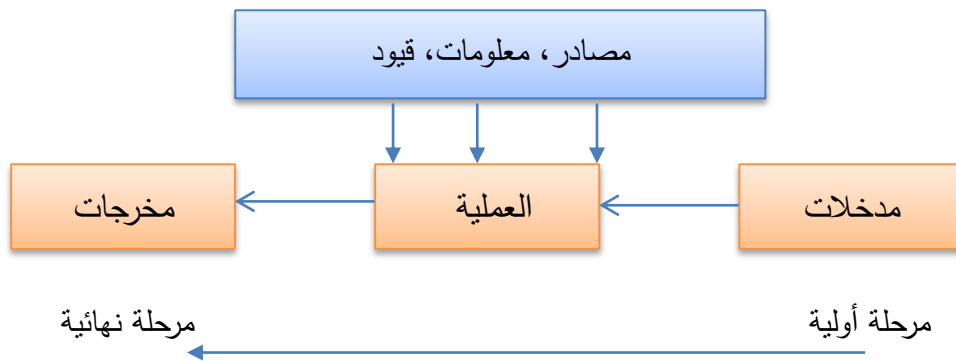 مصادر، معلومات، قيود
مدخلات
العملية
مخرجات
مرحلة أولية
مرحلة نهائية